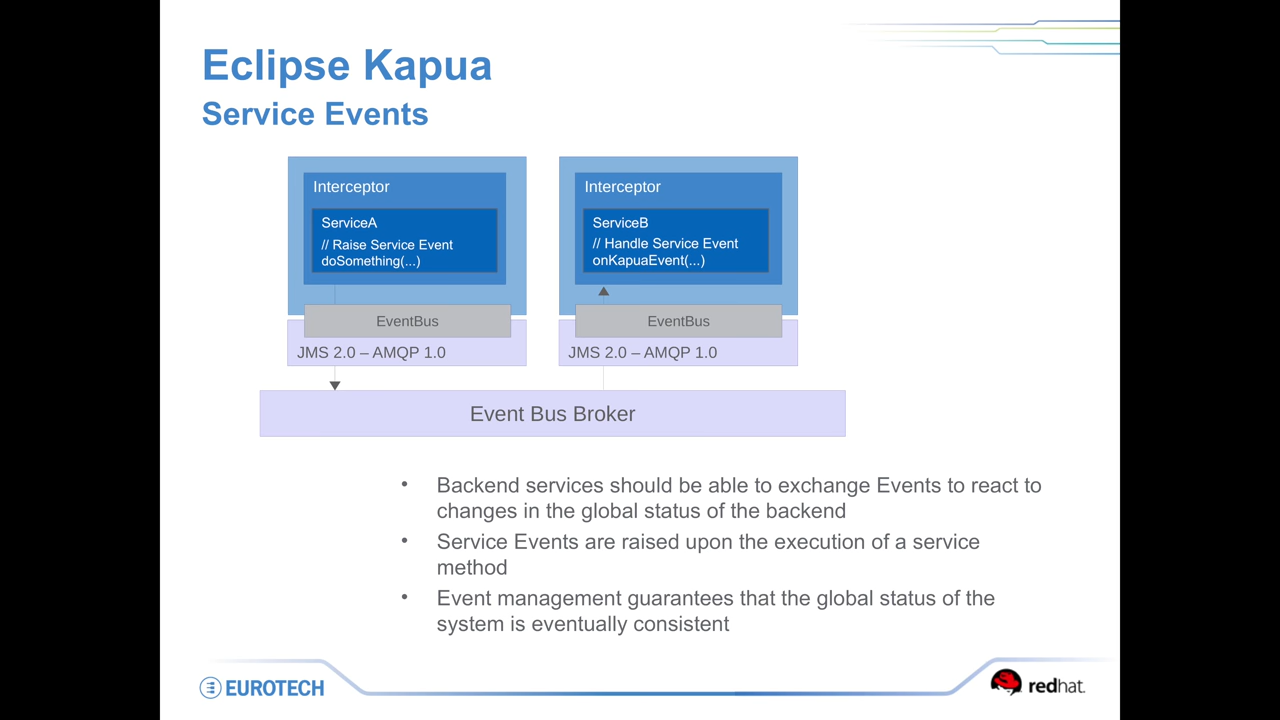 Eclipse Kapua
Service Events
Interceptor
ServiceA
// Raise Service Event
doSomething(...)
EventBus
JMS 2.0 – AMQP 1.0
Interceptor
ServiceB
// Handle Service Event
onKapuaEvent(...)
EventBus
JMS 2.0 – AMQP 1.0
Event Bus Broker
• Backend services should be able to exchange Events to react to
changes in the global status of the backend
• Service Events are raised upon the execution of a service
method
• Event management guarantees that the global status of the
system is eventually consistent
EUROTECH
redhat.